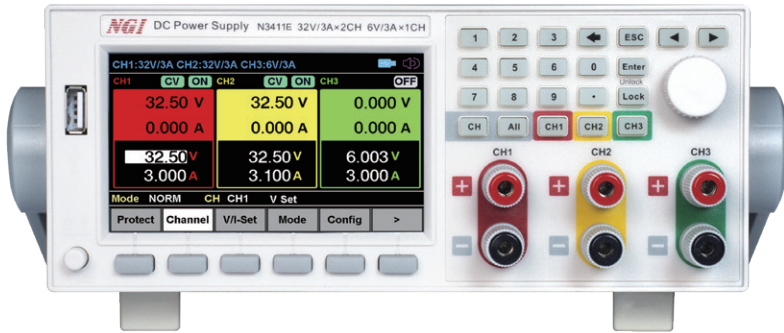 NGI DC Power Supply N3411E 32V/3A×2CH 6V/3A×1CH
CH1:32V/3A CH2:32V/3A CH3:6V/3A
CH1 CV ON CH2 CV ON CH3 OFF
32.50 V 32.50 V 0.000 V
0.000 A 0.000 A 0.000 A
32.50 V 32.50 V 6.003 V
3.000 A 3.100 A 3.000 A
Mode NORM CH CH1 V Set
Protect Channel V/I-Set Mode Config >
1 2 3 ESC
4 5 6 0 Enter
Unlock
7 8 9 . Lock
CH All CH1 CH2 CH3
CH1 CH2 CH3
+ + +
− − −